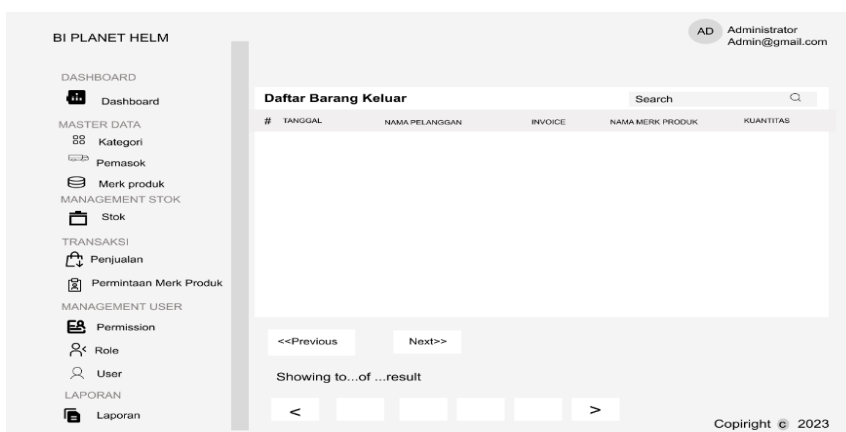 BI PLANET HELM
AD Administrator
Admin@gmail.com
DASHBOARD
Dashboard
MASTER DATA
Kategori
Pemasok
Merk produk
MANAGEMENT STOK
Stok
TRANSAKSI
Penjualan
Permintaan Merk Produk
MANAGEMENT USER
Permission
Role
User
LAPORAN
Laporan
Daftar Barang Keluar Search
# TANGGAL NAMA PELANGGAN INVOICE NAMA MERK PRODUK KUANTITAS
<<Previous Next>>
Showing to...of ...result
< >
Copiright c 2023